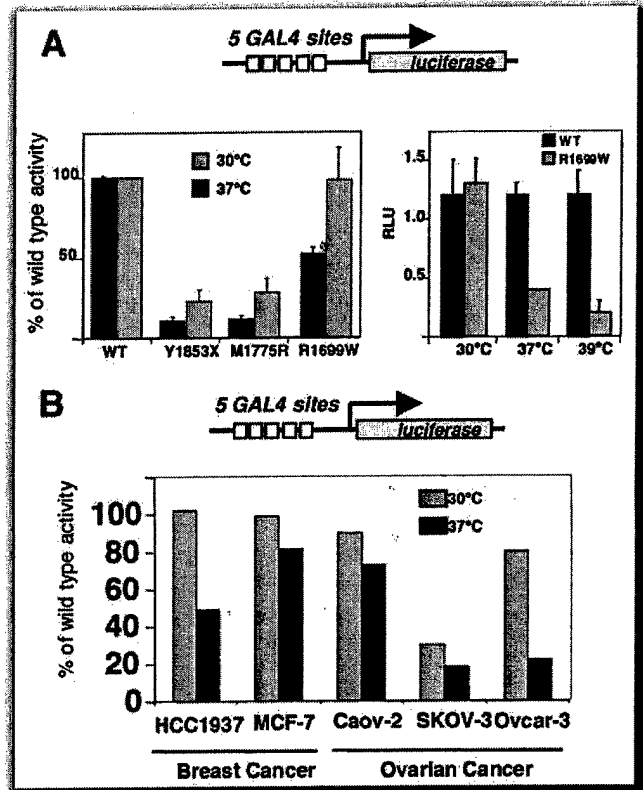 A
5 GAL4 sites
luciferase
% of wild type activity
100
50
30°C
37°C
WT
Y1853X
M1775R
R1699W
RLU
1.5
1.0
0.5
WT
R1699W
30°C
37°C
39°C
B
5 GAL4 sites
luciferase
% of wild type activity
100
80
60
40
20
0
30°C
37°C
HCC1937
MCF-7
Caov-2
SKOV-3
Ovcar-3
Breast Cancer
Ovarian Cancer